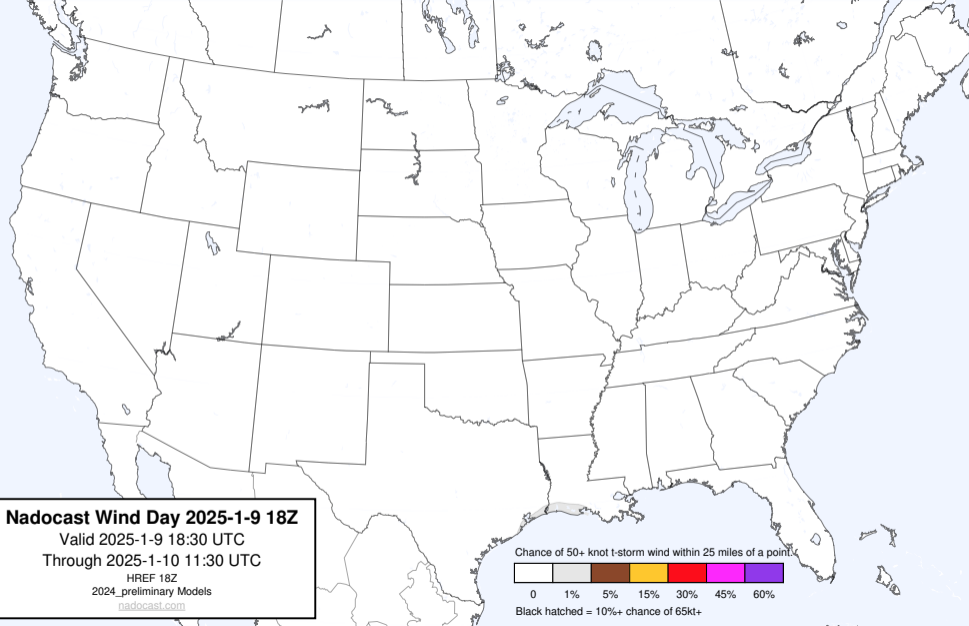 Nadocast Wind Day 2025-1-9 18Z
Valid 2025-1-9 18:30 UTC
Through 2025-1-10 11:30 UTC
HREF 18Z
2024_preliminary Models
nadocast.com
Chance of 50+ knot t-storm wind within 25 miles of a point.
0 1% 5% 15% 30% 45% 60%
Black hatched = 10%+ chance of 65kt+